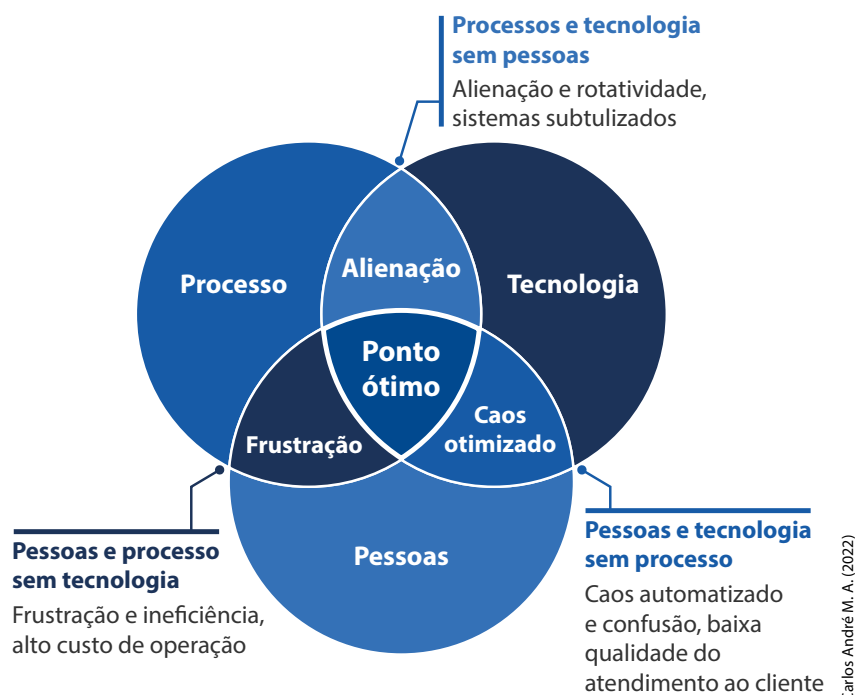 Processos e tecnologia
sem pessoas
Alienação e rotatividade,
sistemas subtulizados
Processo
Alienação
Tecnologia
Ponto
ótimo
Frustração
Caos
otimizado
Pessoas
Pessoas e processo
sem tecnologia
Frustração e ineficiência,
alto custo de operação
Pessoas e tecnologia
sem processo
Caos automatizado
e confusão, baixa
qualidade do
atendimento ao cliente
Carlos André M. A. (2022)